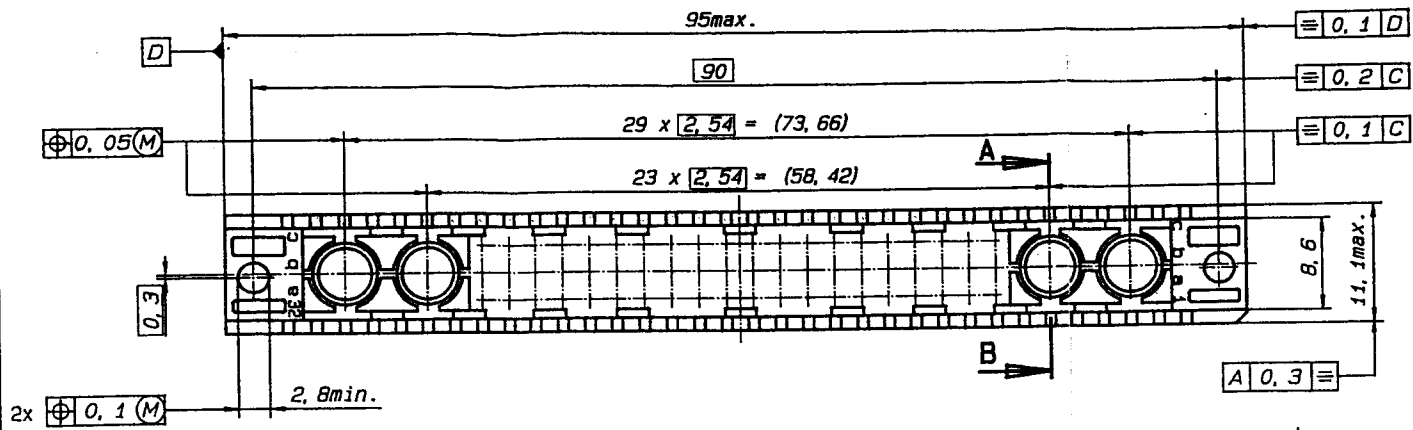 95max.
⌯ 0,1 D
D
90
⌯ 0,2 C
29 x 2,54 = (73,66)
⌖ 0,05 Ⓜ
⌯ 0,1 C
A
23 x 2,54 = (58,42)
c
b
a
32
c
b
a
1
8,6
11,1max.
0,3
B
A 0,3 ⌯
2x ⌖ 0,1 Ⓜ
2,8min.